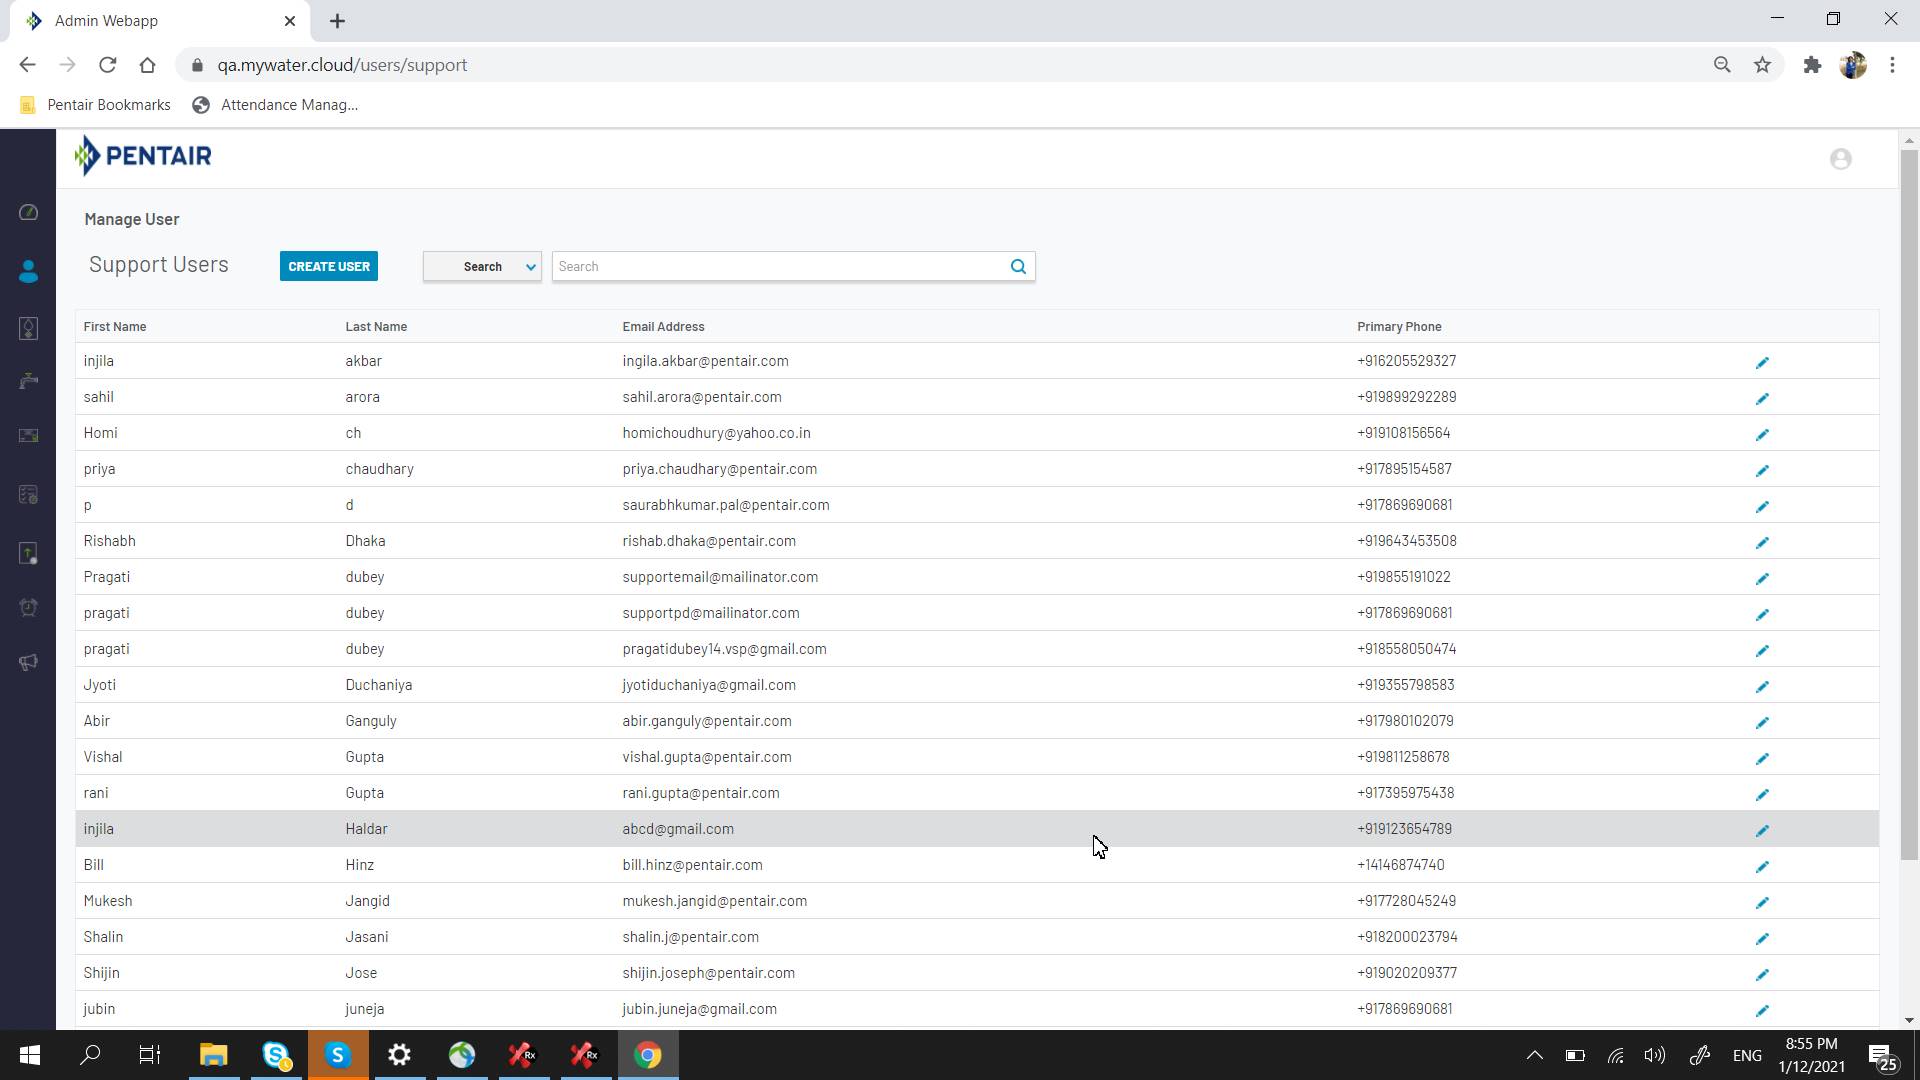 Admin Webapp
qa.mywater.cloud/users/support
Pentair Bookmarks Attendance Manag...
PENTAIR
Manage User
Support Users CREATE USER Search Search
First Name Last Name Email Address Primary Phone
injila akbar ingila.akbar@pentair.com +916205529327
sahil arora sahil.arora@pentair.com +919899292289
Homi ch homichoudhury@yahoo.co.in +919108156564
priya chaudhary priya.chaudhary@pentair.com +917895154587
p d saurabhkumar.pal@pentair.com +917869690681
Rishabh Dhaka rishab.dhaka@pentair.com +919643453508
Pragati dubey supportemail@mailinator.com +919855191022
pragati dubey supportpd@mailinator.com +917869690681
pragati dubey pragatidubey14.vsp@gmail.com +918558050474
Jyoti Duchaniya jyotiduchaniya@gmail.com +919355798583
Abir Ganguly abir.ganguly@pentair.com +917980102079
Vishal Gupta vishal.gupta@pentair.com +919811258678
rani Gupta rani.gupta@pentair.com +917395975438
injila Haldar abcd@gmail.com +919123654789
Bill Hinz bill.hinz@pentair.com +14146874740
Mukesh Jangid mukesh.jangid@pentair.com +917728045249
Shalin Jasani shalin.j@pentair.com +918200023794
Shijin Jose shijin.joseph@pentair.com +919020209377
jubin juneja jubin.juneja@gmail.com +917869690681
S S Rx Rx ENG 8:55 PM
1/12/2021 25